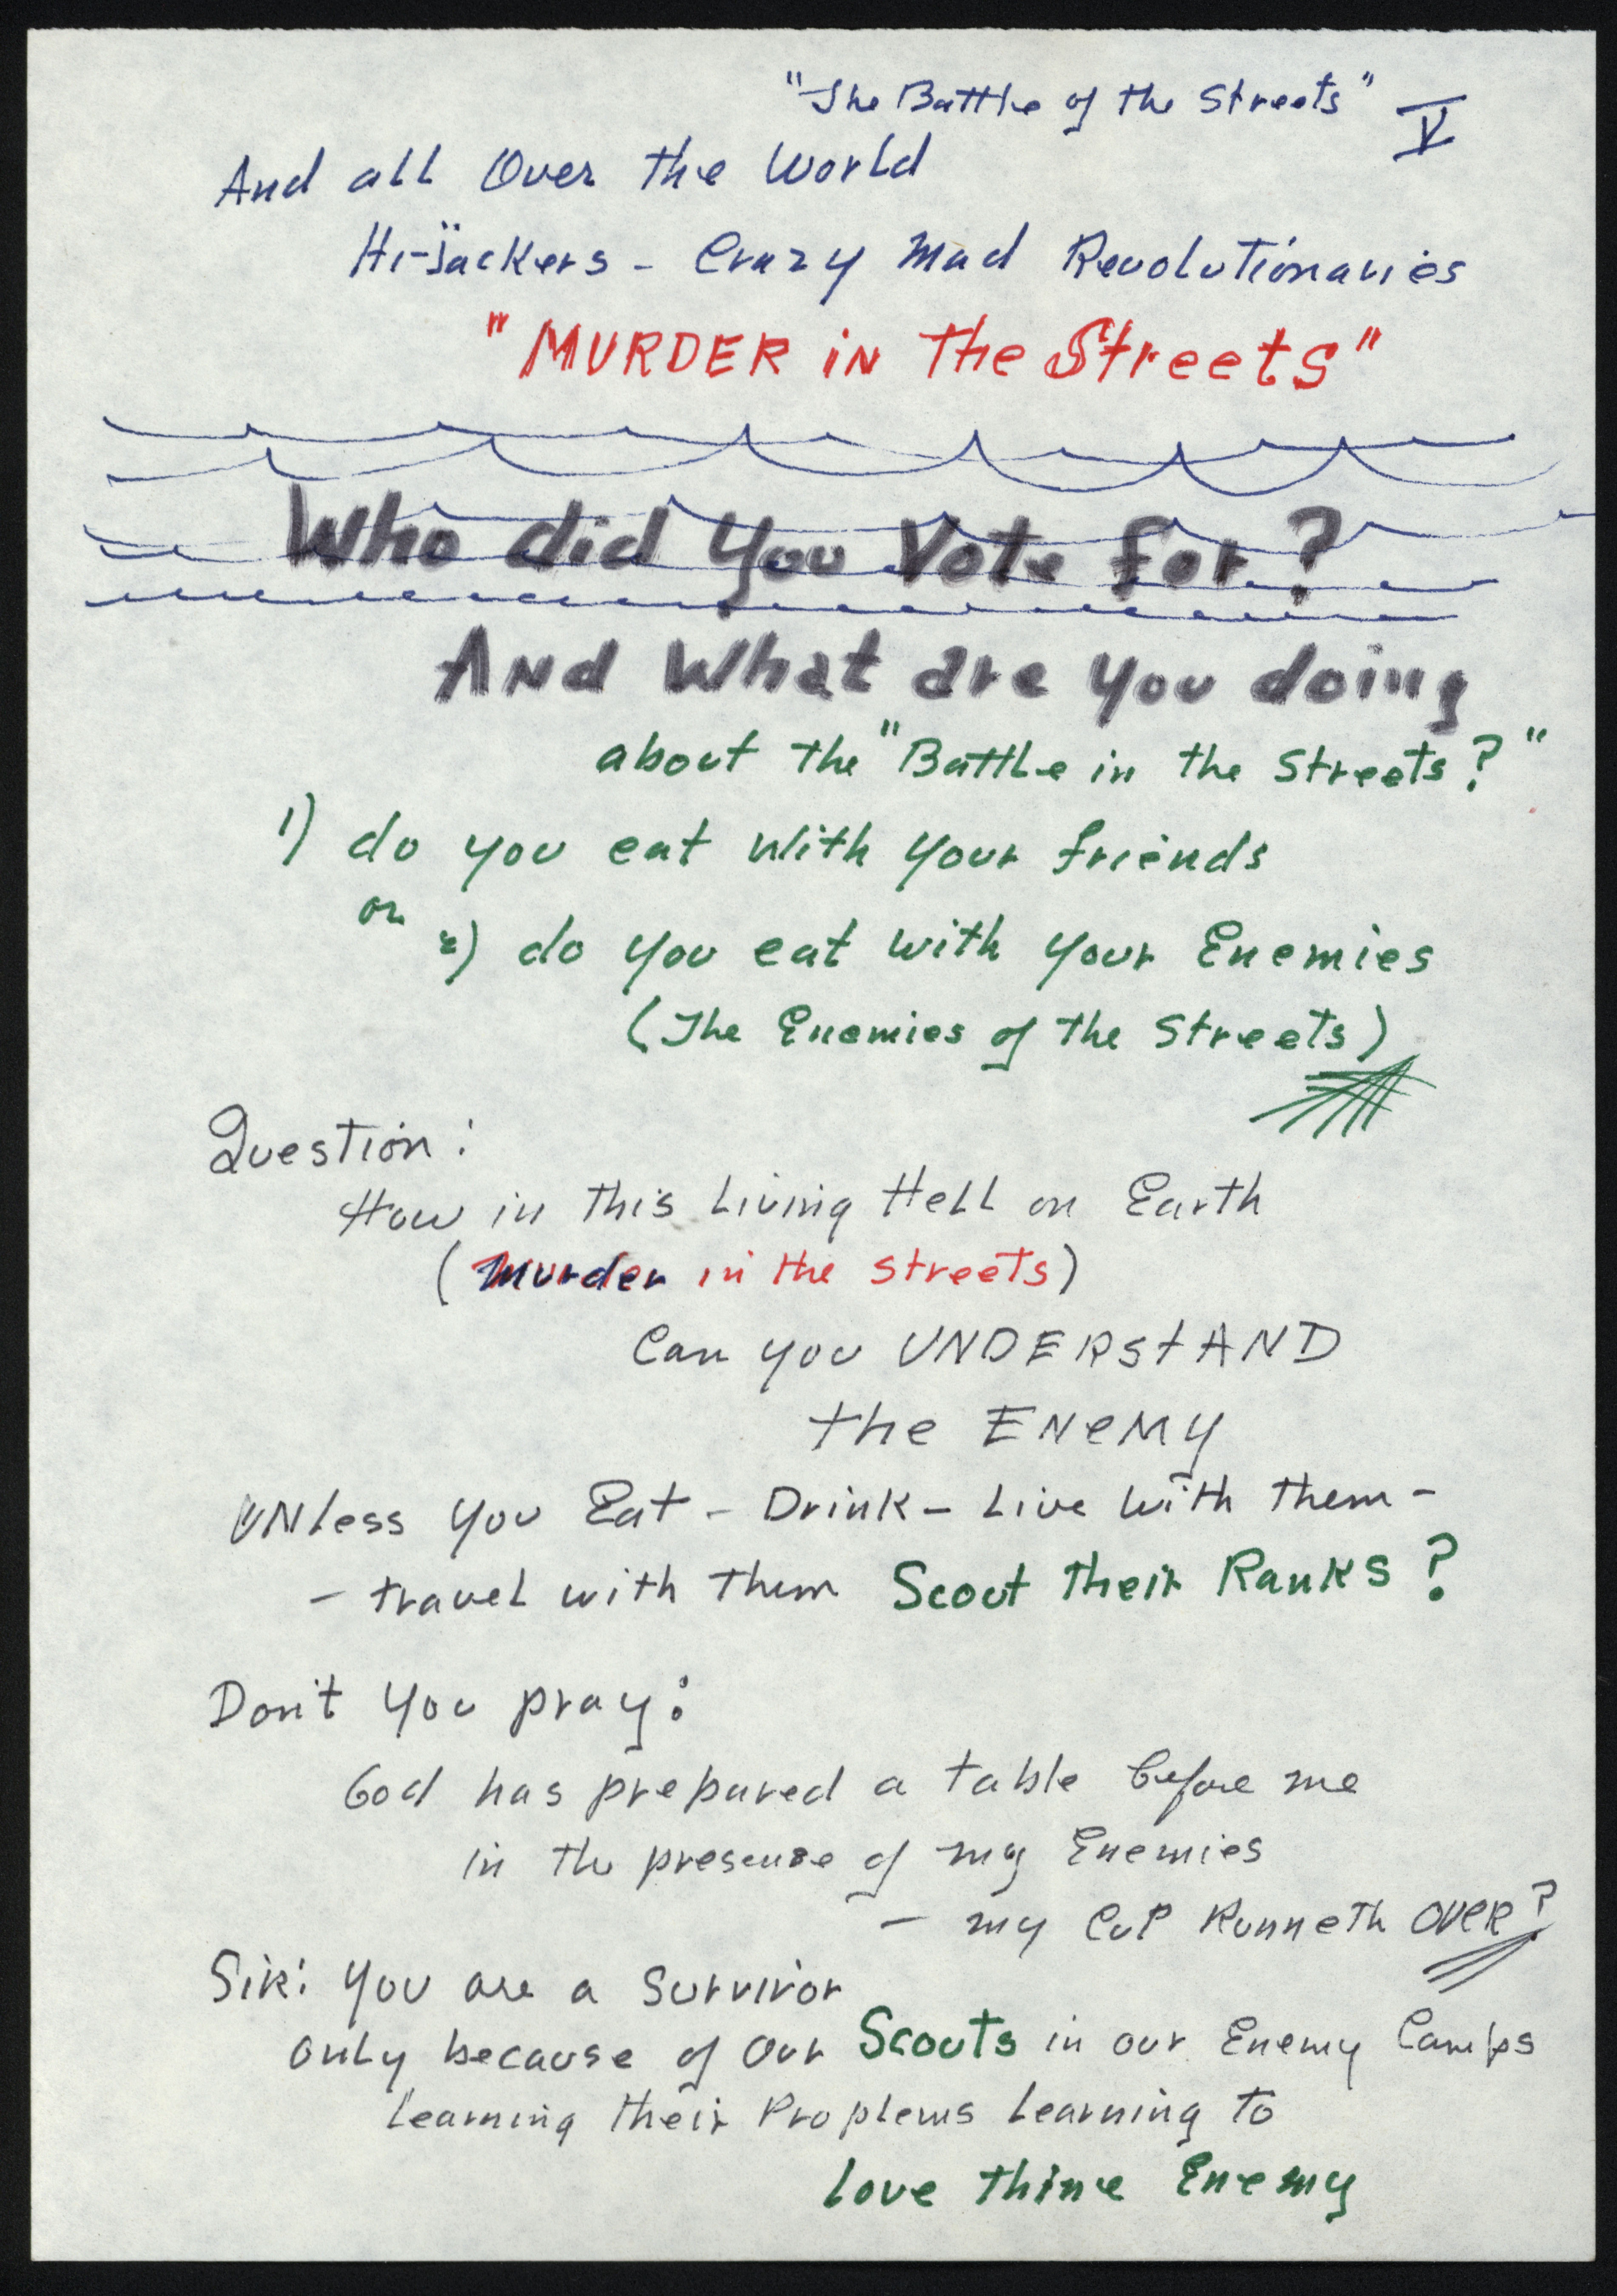 "The Battle of the Streets" V
And all Over the World
Hi-Jackers - Crazy Mad Revolutionaries
"MURDER iN The Streets"
Who did You Vote for?
ANd What are You doing
about the "Battle in the Streets?"
1) do you eat with your friends
or 2) do you eat with your Enemies
(The Enemies of the Streets)
Question:
How in this Living Hell on Earth
(Murder in the streets)
Can you UNDERStAND
the ENeMY
UNless you Eat - Drink - Live with them -
- travel with them Scout their Ranks?
Don't you pray:
God has prepared a table before me
in the presense of my Enemies
- my CuP Runneth OVER?
SiR: You are a Survivor
only because of our Scouts in our Enemy Camps
Learning their Proplems Learning to
Love thine Enemy